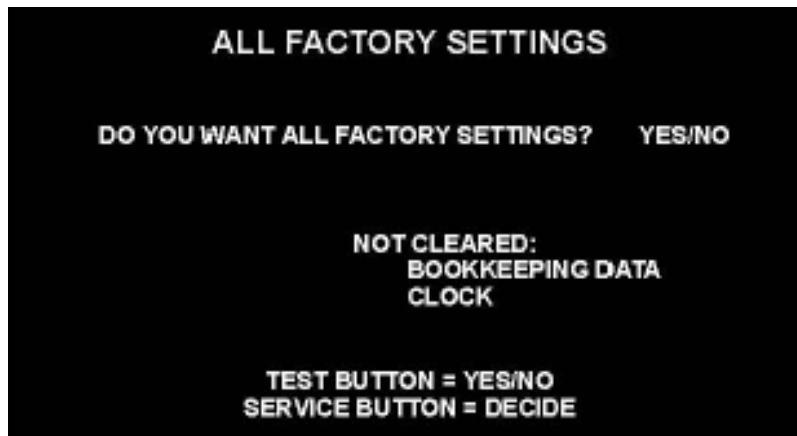 ALL FACTORY SETTINGS
DO YOU WANT ALL FACTORY SETTINGS? YES/NO
NOT CLEARED:
BOOKKEEPING DATA
CLOCK
TEST BUTTON = YES/NO
SERVICE BUTTON = DECIDE